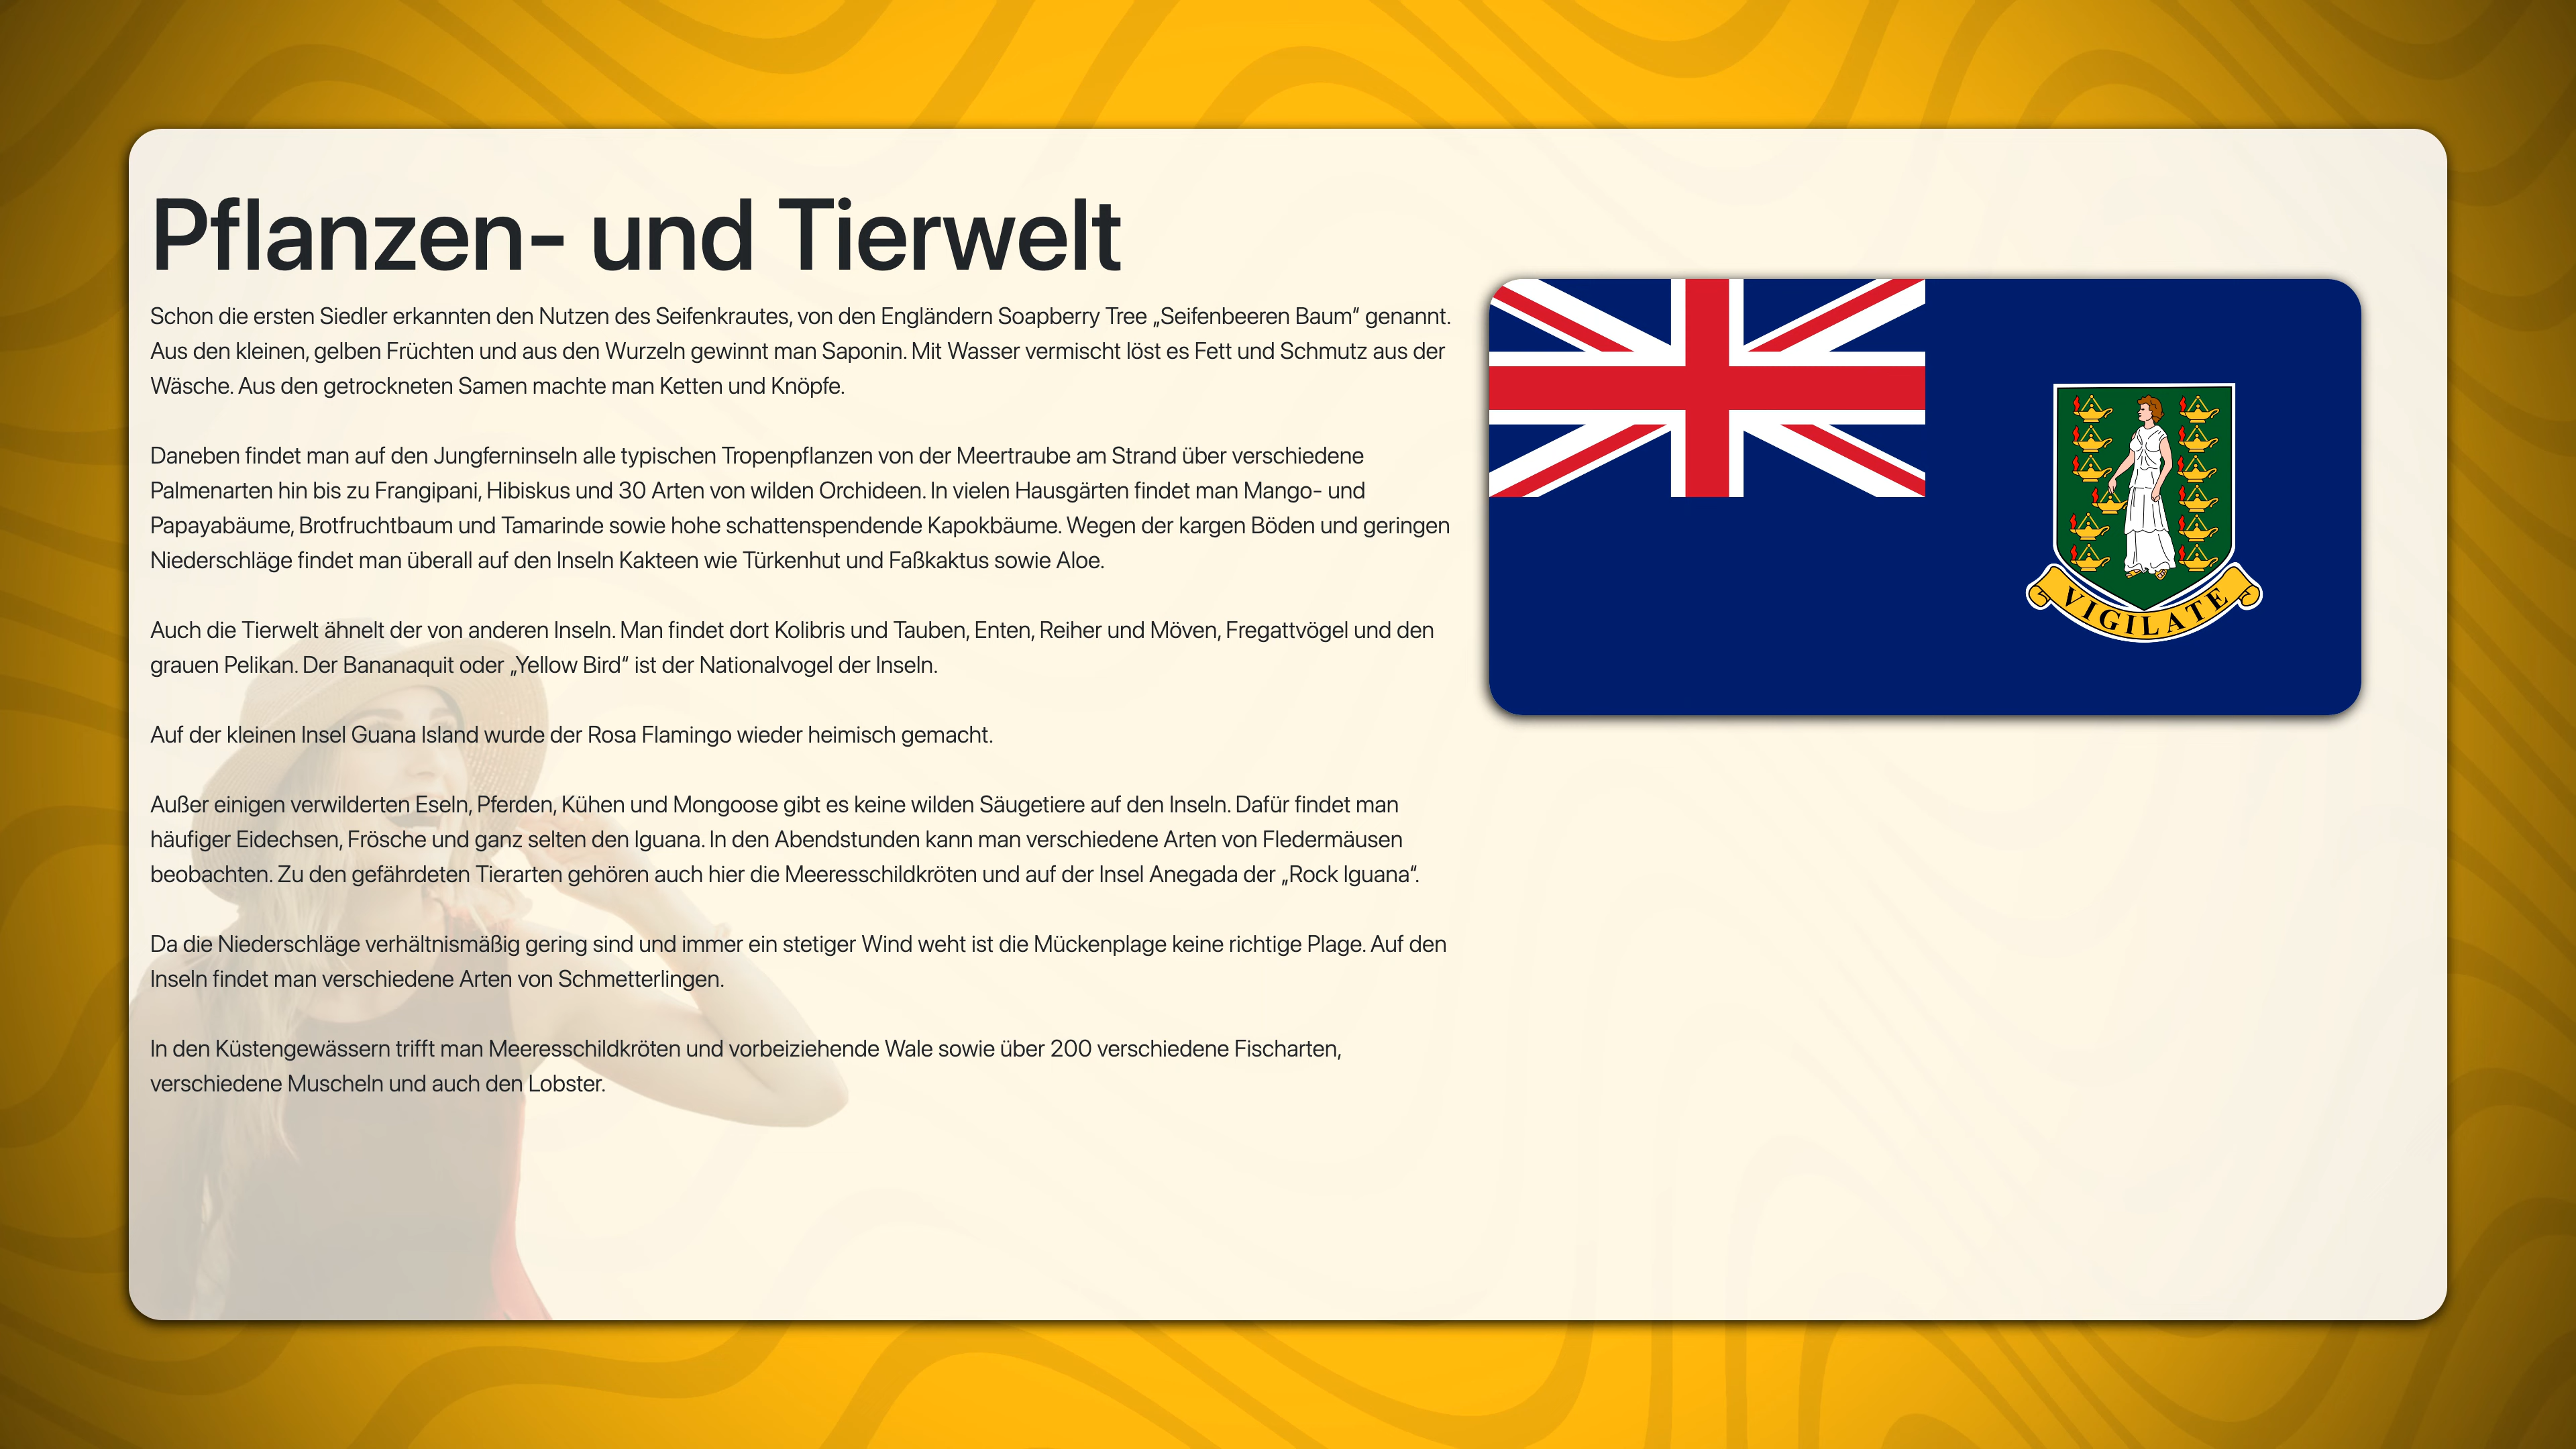 Pflanzen- und Tierwelt
Schon die ersten Siedler erkannten den Nutzen des Seifenkrautes, von den Engländern Soapberry Tree „Seifenbeeren Baum“ genannt.
Aus den kleinen, gelben Früchten und aus den Wurzeln gewinnt man Saponin. Mit Wasser vermischt löst es Fett und Schmutz aus der
Wäsche. Aus den getrockneten Samen machte man Ketten und Knöpfe.
Daneben findet man auf den Jungferninseln alle typischen Tropenpflanzen von der Meertraube am Strand über verschiedene
Palmenarten hin bis zu Frangipani, Hibiskus und 30 Arten von wilden Orchideen. In vielen Hausgärten findet man Mango- und
Papayabäume, Brotfruchtbaum und Tamarinde sowie hohe schattenspendende Kapokbäume. Wegen der kargen Böden und geringen
Niederschläge findet man überall auf den Inseln Kakteen wie Türkenhut und Faßkaktus sowie Aloe.
Auch die Tierwelt ähnelt der von anderen Inseln. Man findet dort Kolibris und Tauben, Enten, Reiher und Möven, Fregattvögel und den
grauen Pelikan. Der Bananaquit oder „Yellow Bird“ ist der Nationalvogel der Inseln.
Auf der kleinen Insel Guana Island wurde der Rosa Flamingo wieder heimisch gemacht.
Außer einigen verwilderten Eseln, Pferden, Kühen und Mongoose gibt es keine wilden Säugetiere auf den Inseln. Dafür findet man
häufiger Eidechsen, Frösche und ganz selten den Iguana. In den Abendstunden kann man verschiedene Arten von Fledermäusen
beobachten. Zu den gefährdeten Tierarten gehören auch hier die Meeresschildkröten und auf der Insel Anegada der „Rock Iguana“.
Da die Niederschläge verhältnismäßig gering sind und immer ein stetiger Wind weht ist die Mückenplage keine richtige Plage. Auf den
Inseln findet man verschiedene Arten von Schmetterlingen.
In den Küstengewässern trifft man Meeresschildkröten und vorbeiziehende Wale sowie über 200 verschiedene Fischarten,
verschiedene Muscheln und auch den Lobster.
VIGILATE